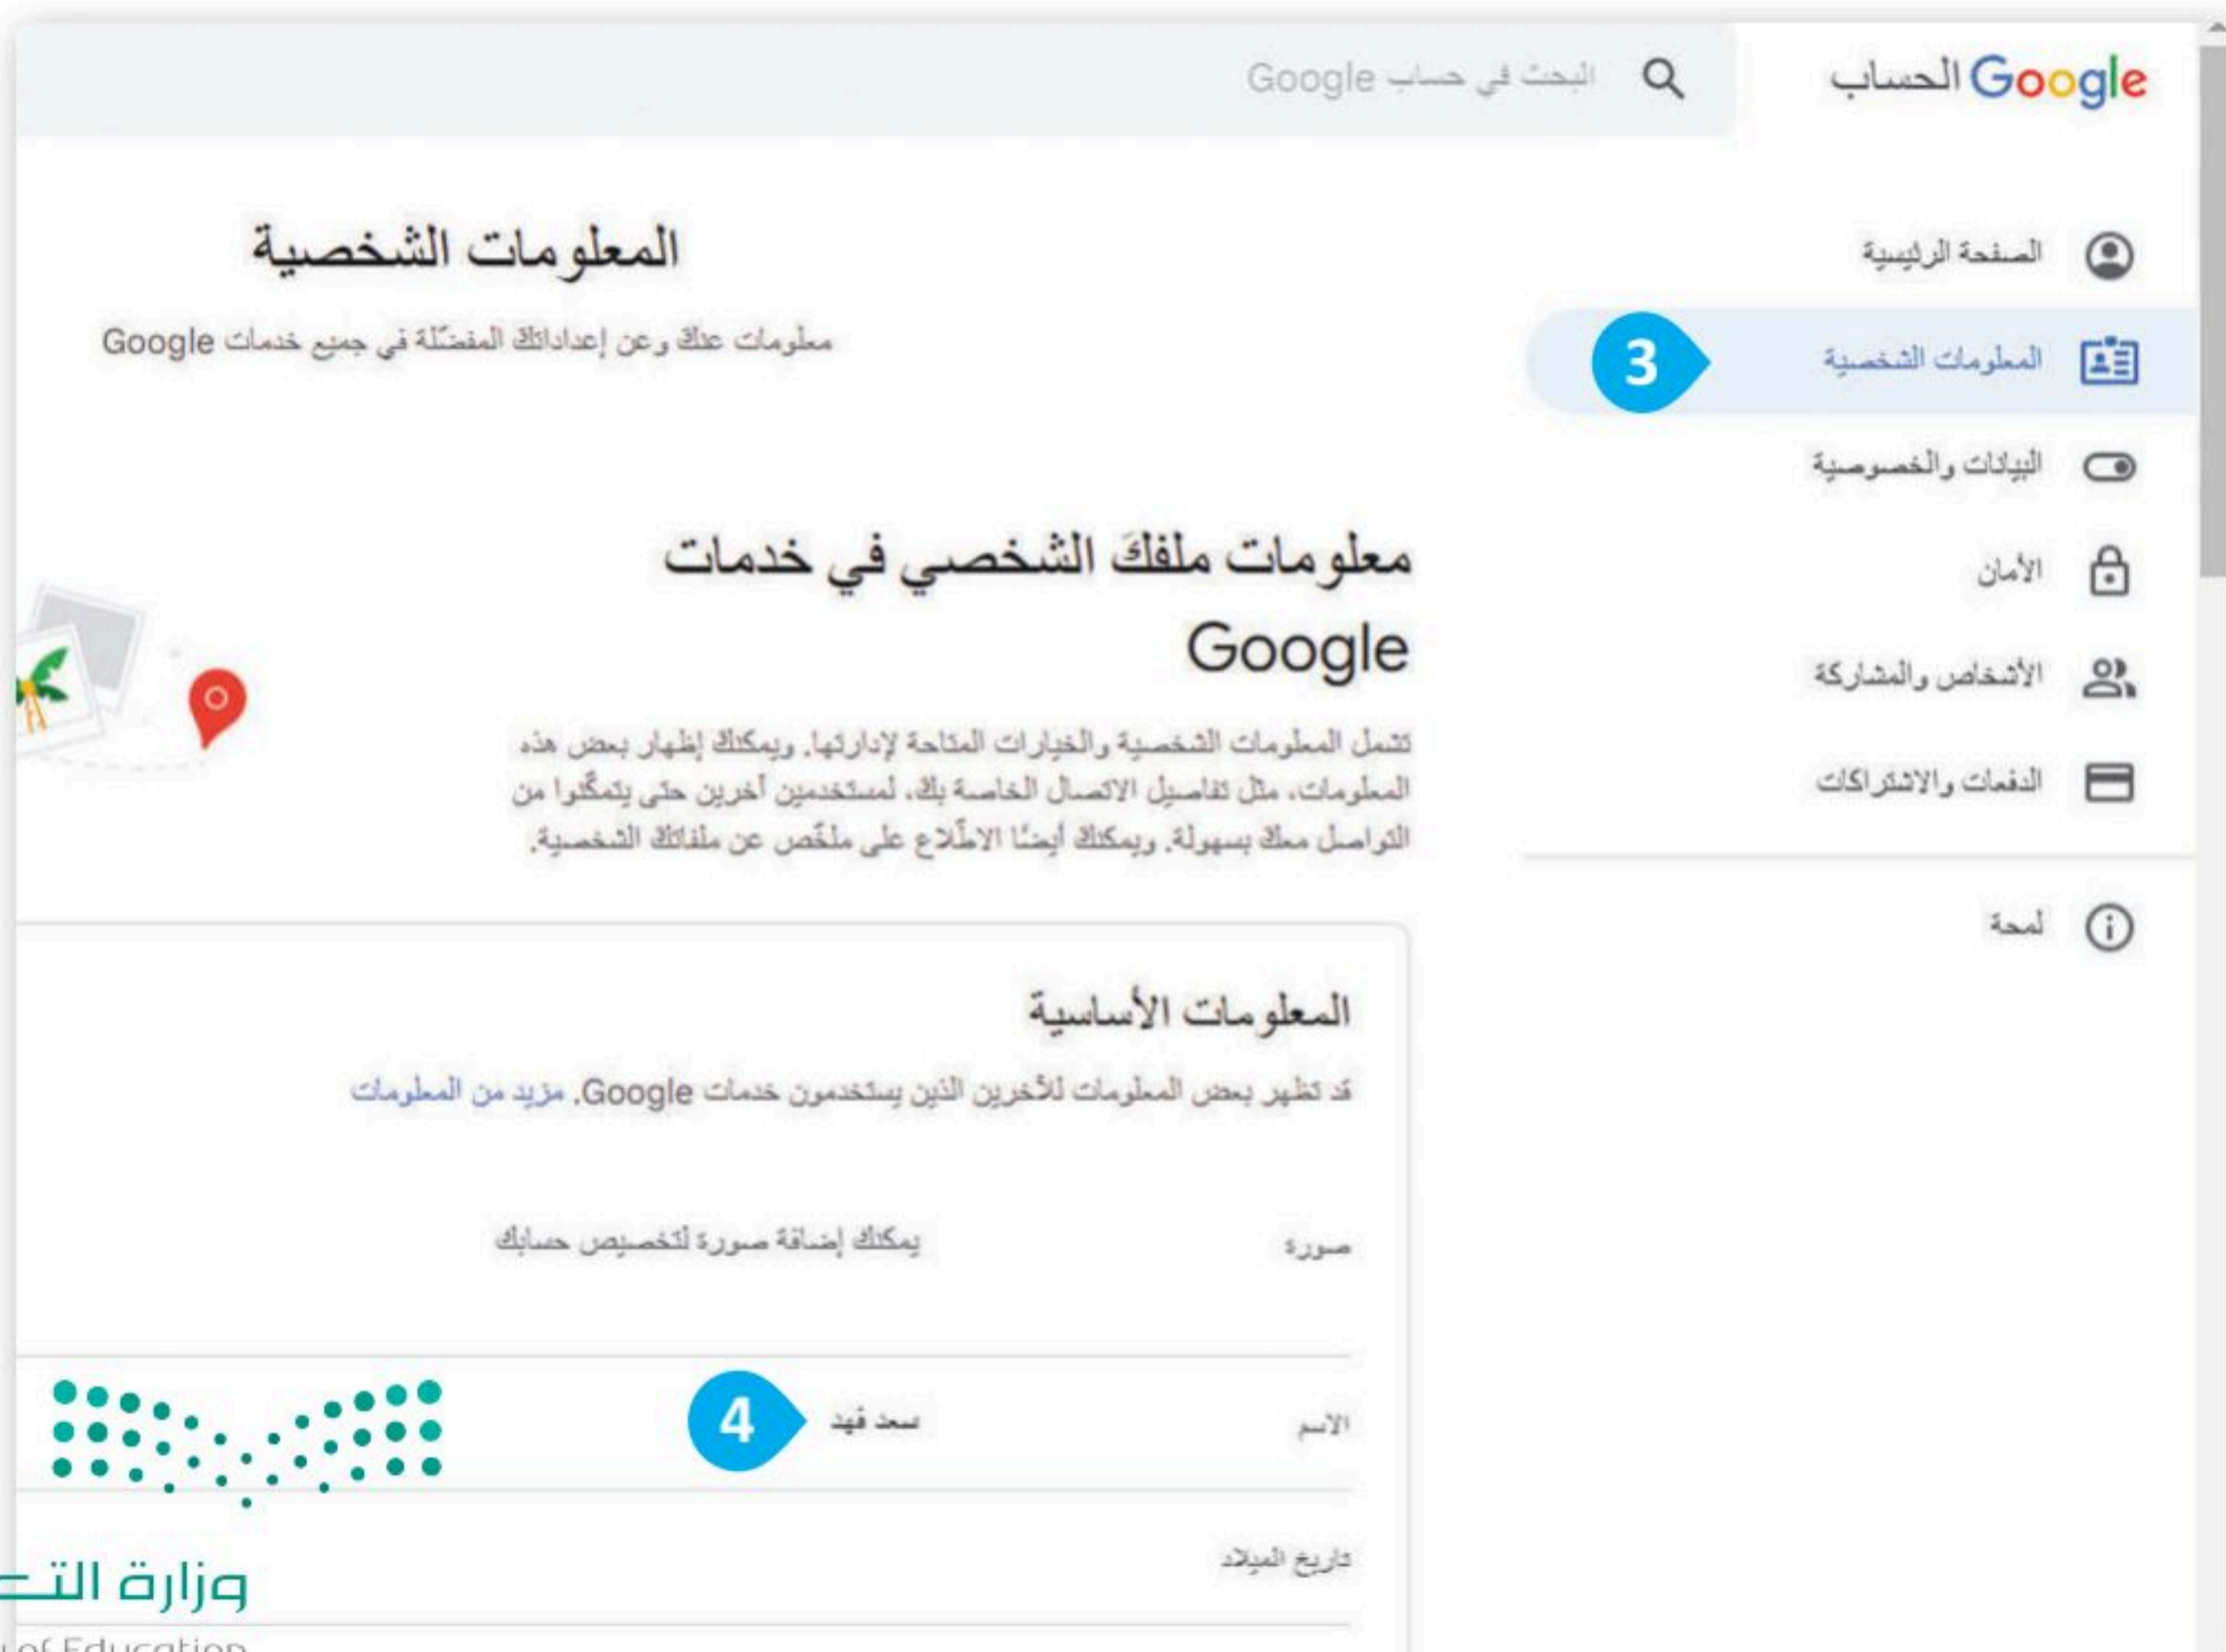 Google الحساب
البحث في حساب Google
الصفحة الرئيسية
المعلومات الشخصية
3
البيانات والخصوصية
الأمان
الأشخاص والمشاركة
الدفعات والاشتراكات
لمحة
المعلومات الشخصية
معلومات عنك وعن إعداداتك المفضّلة في جميع خدمات Google
معلومات ملفكَ الشخصي في خدمات
Google
تشمل المعلومات الشخصية والخيارات المتاحة لإدارتها. ويمكنك إظهار بعض هذه
المعلومات، مثل تفاصيل الاتصال الخاصة بك، لمستخدمين آخرين حتى يتمكّنوا من
التواصل معك بسهولة. ويمكنك أيضًا الاطّلاع على ملخّص عن ملفاتك الشخصية.
المعلومات الأساسية
قد تظهر بعض المعلومات للآخرين الذين يستخدمون خدمات Google. مزيد من المعلومات
صورة
يمكنك إضافة صورة لتخصيص حسابك
الاسم
سعد فهد
4
تاريخ الميلاد
وزارة
of Education